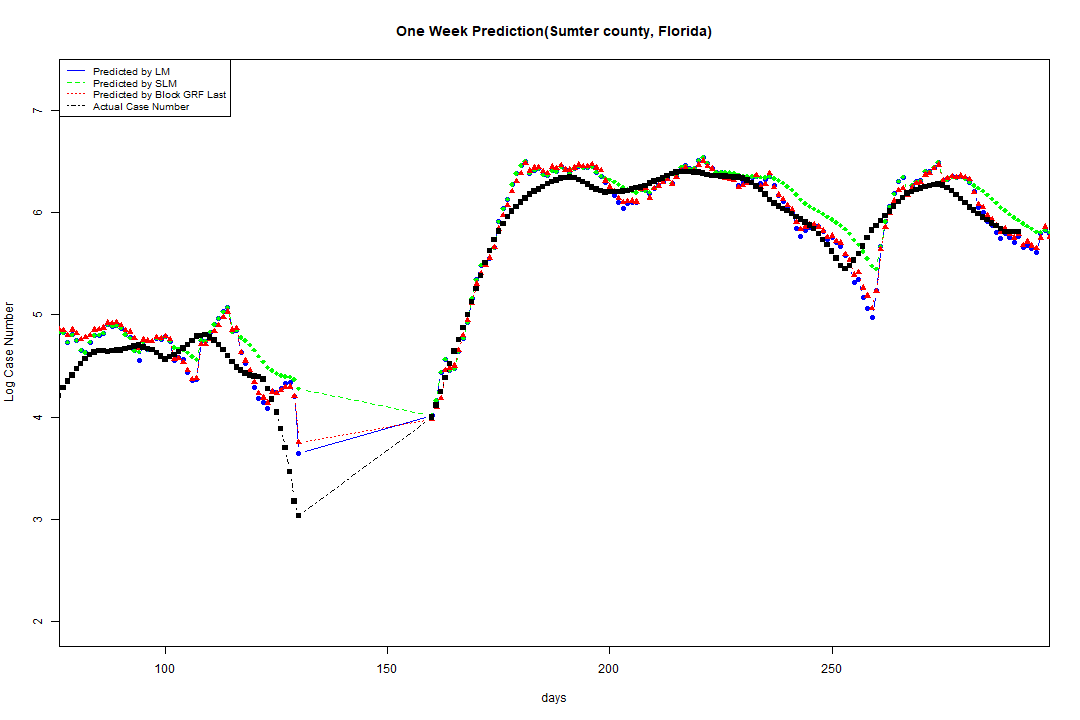 One Week Prediction(Sumter county, Florida)
Predicted by LM
Predicted by SLM
Predicted by Block GRF Last
Actual Case Number
7
6
5
4
3
2
Log Case Number
100 150 200 250
days